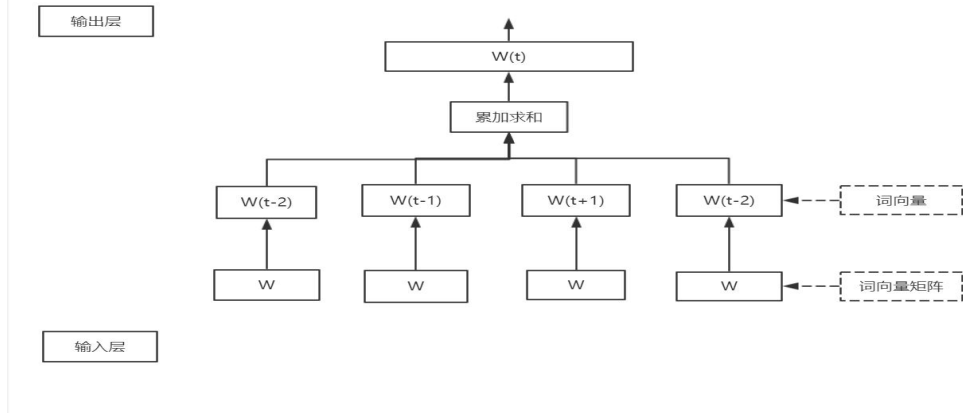 输出层
W(t)
累加求和
W(t-2)
W(t-1)
W(t+1)
W(t-2)
词向量
W
W
W
W
词向量矩阵
输入层